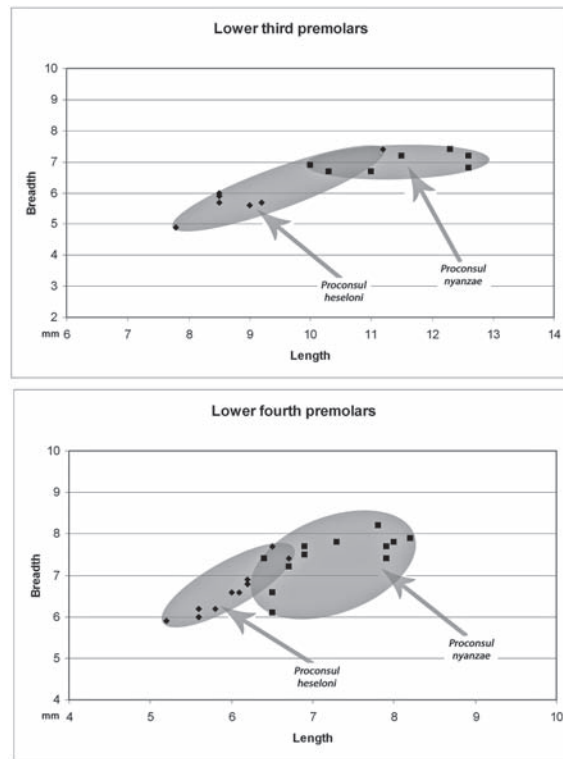 Lower third premolars
10
9
8
7
6
5
4
3
2
Breadth
Proconsul
heseloni
Proconsul
nyanzae
mm 6 7 8 9 10 11 12 13 14
Length
Lower fourth premolars
10
9
8
7
6
5
4
Breadth
Proconsul
heseloni
Proconsul
nyanzae
mm 4 5 6 7 8 9 10
Length